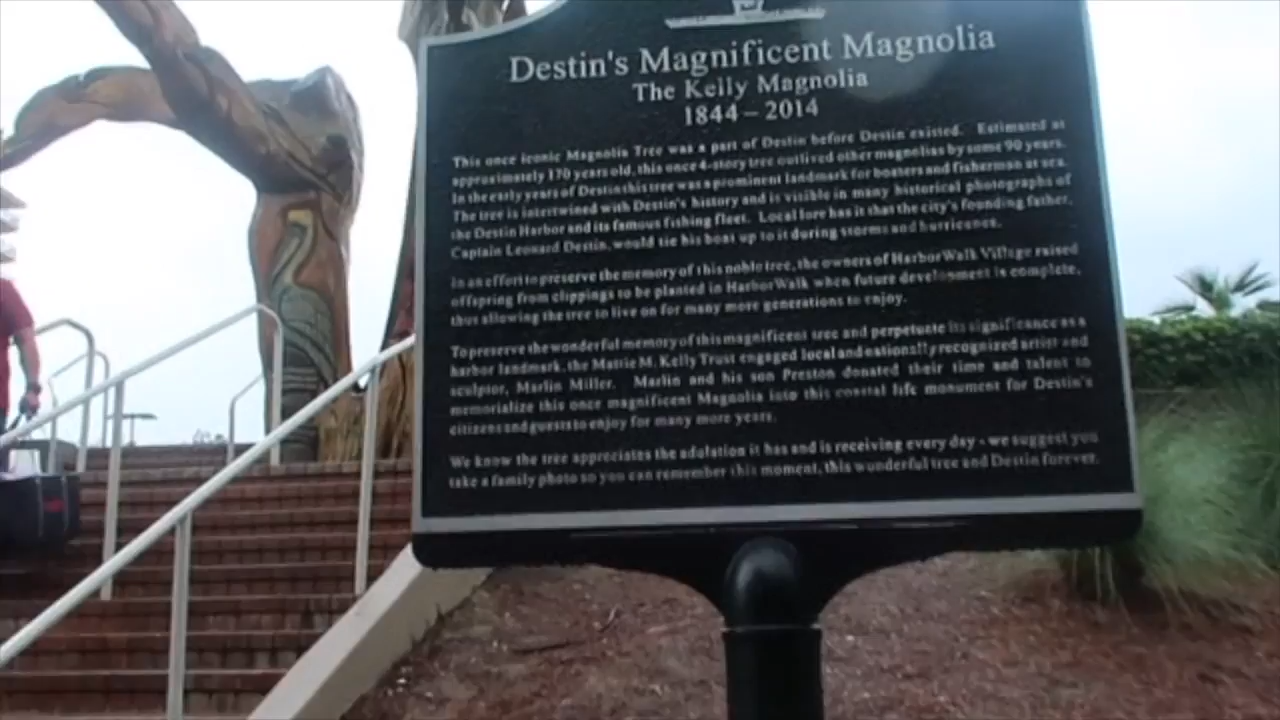 Destin's Magnificent Magnolia
The Kelly Magnolia
1844 – 2014
This once iconic Magnolia Tree was a part of Destin before Destin existed. Estimated at
approximately 170 years old, this once 4-story tree outlived other magnolias by some 90 years.
In the early years of Destin this tree was a prominent landmark for boaters and fisherman at sea.
The tree is intertwined with Destin's history and is visible in many historical photographs of
the Destin Harbor and its famous fishing fleet. Local lore has it that the city's founding father,
Captain Leonard Destin, would tie his boat up to it during storms and hurricanes.
In an effort to preserve the memory of this noble tree, the owners of HarborWalk Village raised
offspring from clippings to be planted in HarborWalk when future development is complete,
thus allowing the tree to live on for many more generations to enjoy.
To preserve the wonderful memory of this magnificent tree and perpetuate its significance as a
harbor landmark, the Mattie M. Kelly Trust engaged local and nationally recognized artist and
sculptor, Marlin Miller. Marlin and his son Preston donated their time and talent to
memorialize this once magnificent Magnolia into this coastal life monument for Destin's
citizens and guests to enjoy for many more years.
We know the tree appreciates the adulation it has and is receiving every day - we suggest you
take a family photo so you can remember this moment, this wonderful tree and Destin forever.